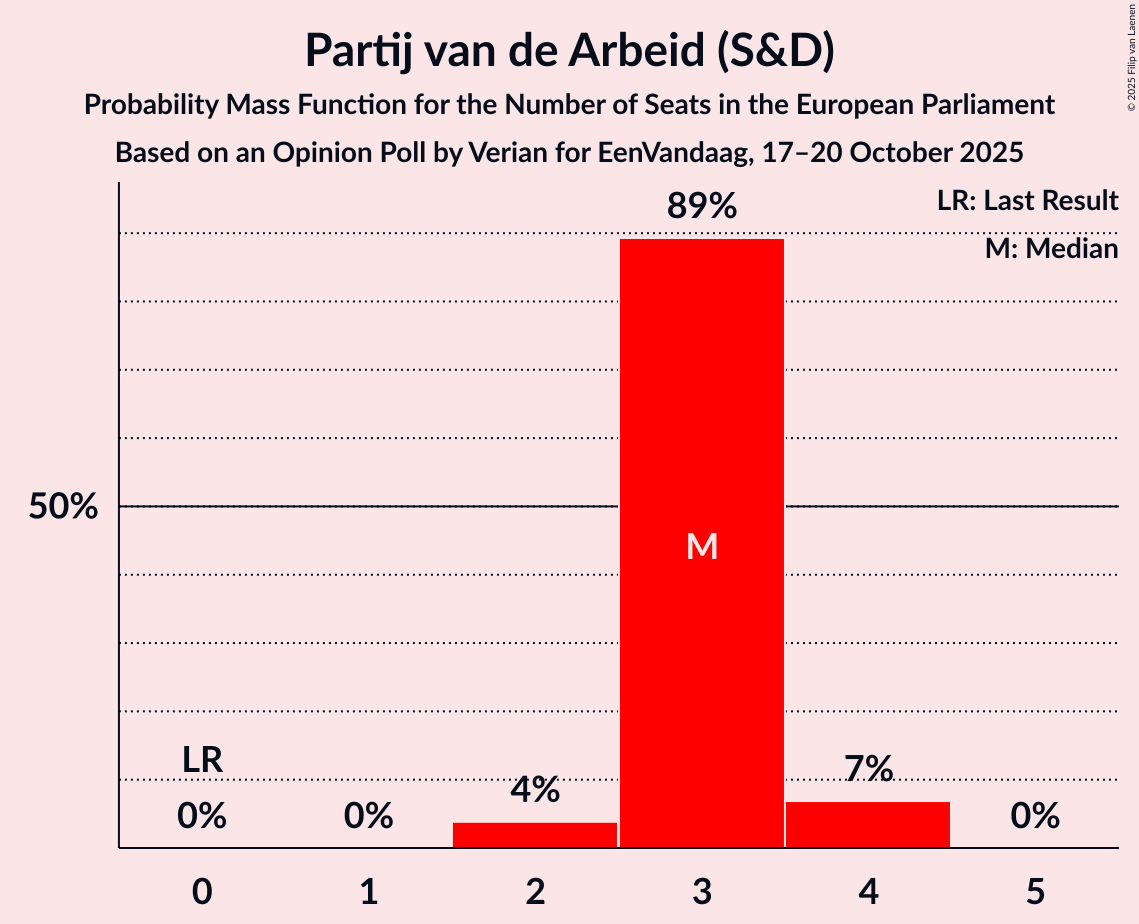 Partij van de Arbeid (S&D)
Probability Mass Function for the Number of Seats in the European Parliament
Based on an Opinion Poll by Verian for EenVandaag, 17–20 October 2025
© 2025 Filip van Laenen
LR: Last Result
M: Median
89%
50%
M
LR
0%
0%
4%
7%
0%
0
1
2
3
4
5